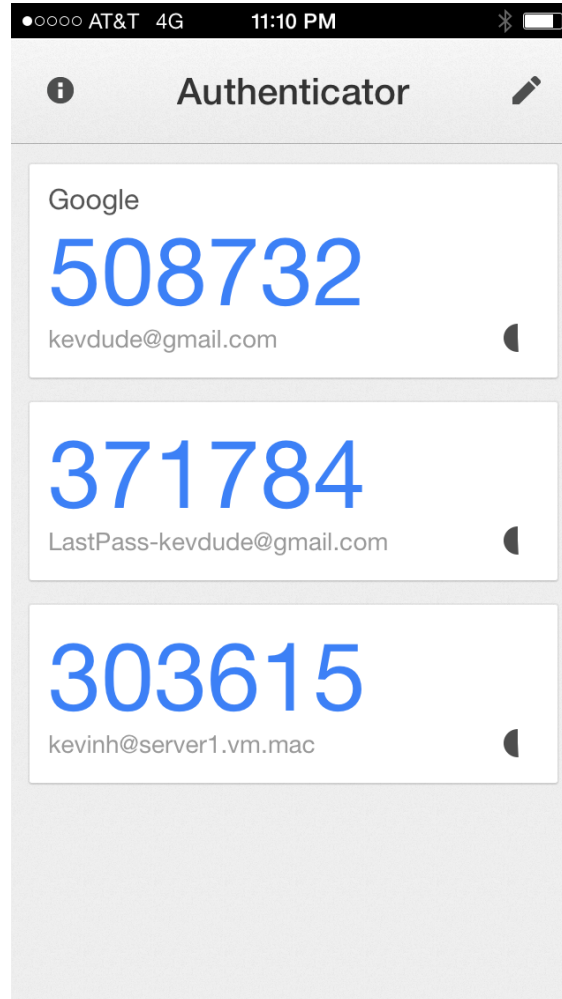 AT&T 4G 11:10 PM
Authenticator
Google
508732
kevdude@gmail.com
371784
LastPass-kevdude@gmail.com
303615
kevinh@server1.vm.mac